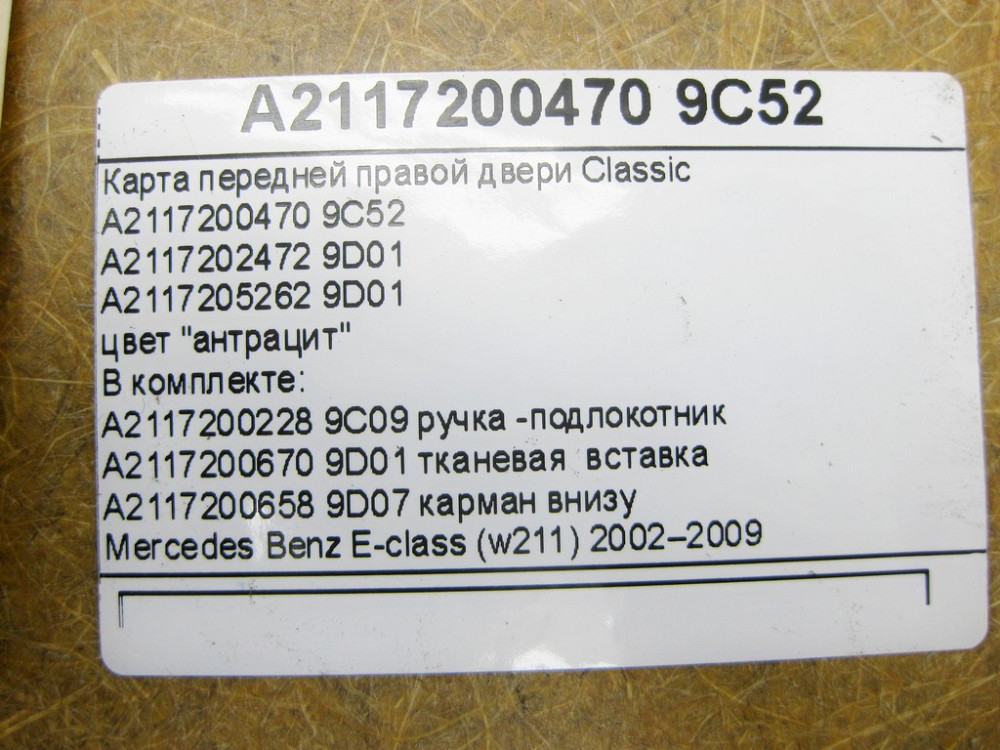 A2117200470 9C52
Карта передней правой двери Classic
A2117200470 9C52
A2117202472 9D01
A2117205262 9D01
цвет "антрацит"
В комплекте:
A2117200228 9C09 ручка -подлокотник
A2117200670 9D01 тканевая вставка
A2117200658 9D07 карман внизу
Mercedes Benz E-class (w211) 2002–2009